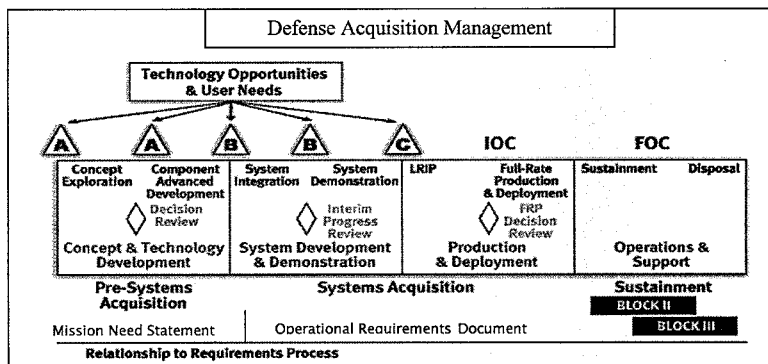 Defense Acquisition Management
Technology Opportunities
& User Needs
A A B B C IOC FOC
Concept
Exploration
Component
Advanced
Development
System
Integration
System
Demonstration
LRIP
Full-Rate
Production
& Deployment
Sustainment
Disposal
Decision
Review
Interim
Progress
Review
FRP
Decision
Review
Concept & Technology
Development
System Development
& Demonstration
Production
& Deployment
Operations &
Support
Pre-Systems
Acquisition
Systems Acquisition
Sustainment
BLOCK II
BLOCK III
Mission Need Statement
Operational Requirements Document
Relationship to Requirements Process